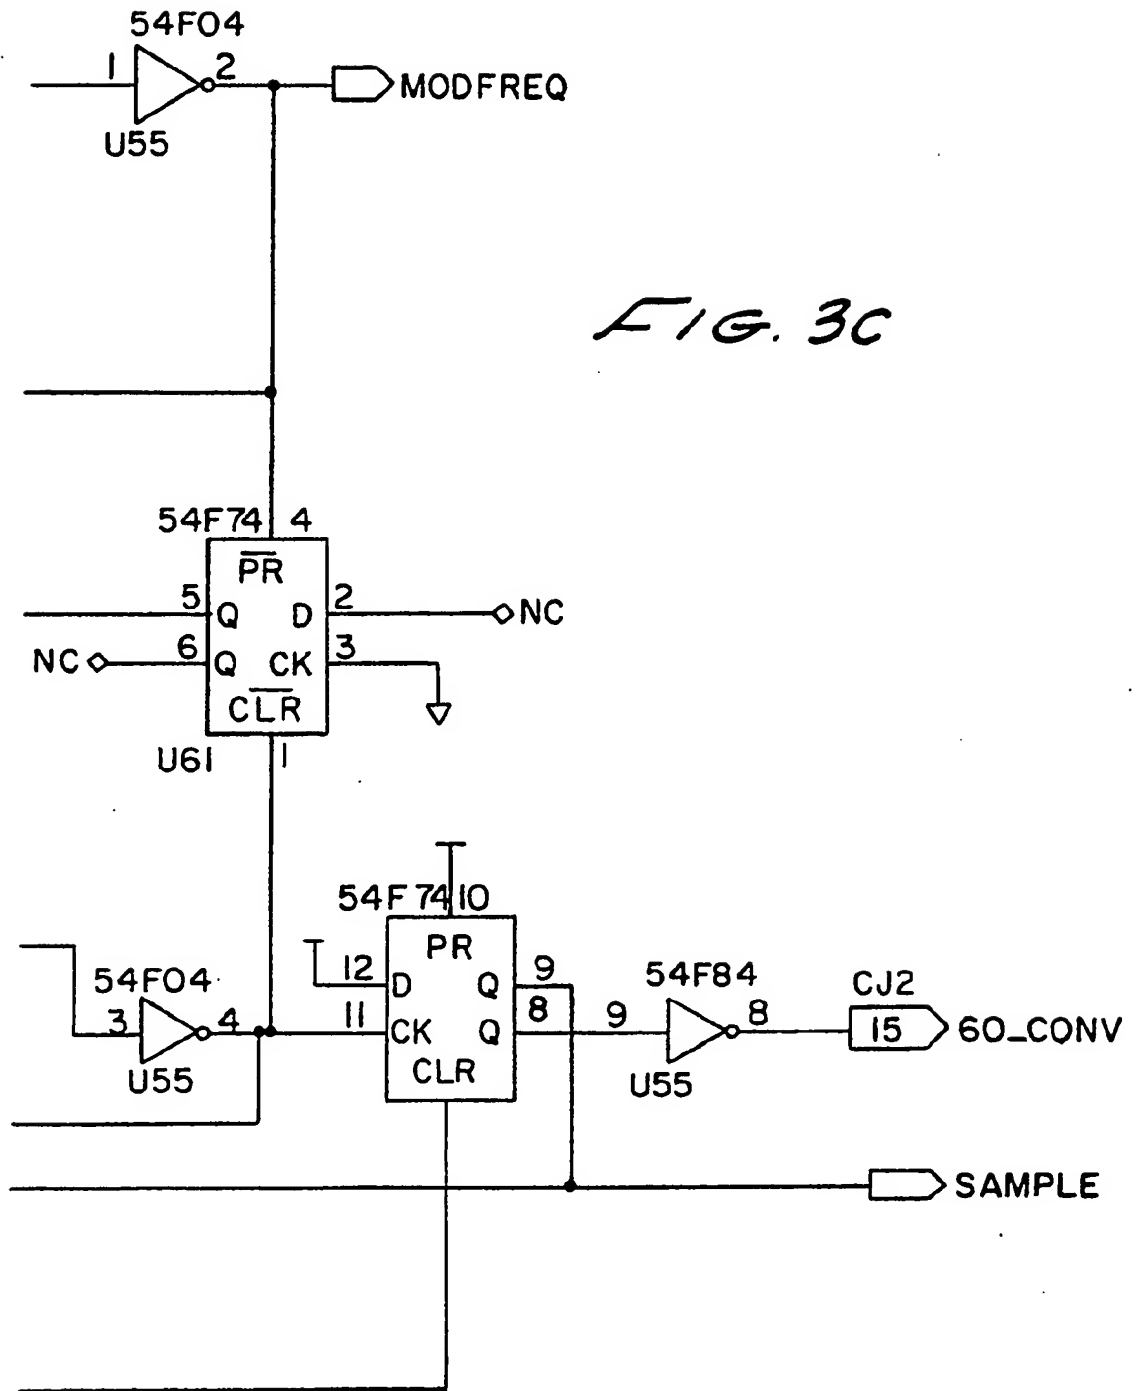 54F04
1 2 MODFREQ
U55
FIG. 3C
54F74 4
PR
5 Q D 2 NC
NC 6 Q CK 3
CLR
U61 1
54F 74 10
PR
12 D Q 9
54F04
3 4
U55
11 CK Q 8
CLR
54F84
9 8
U55
CJ2
15 60_CONV
SAMPLE